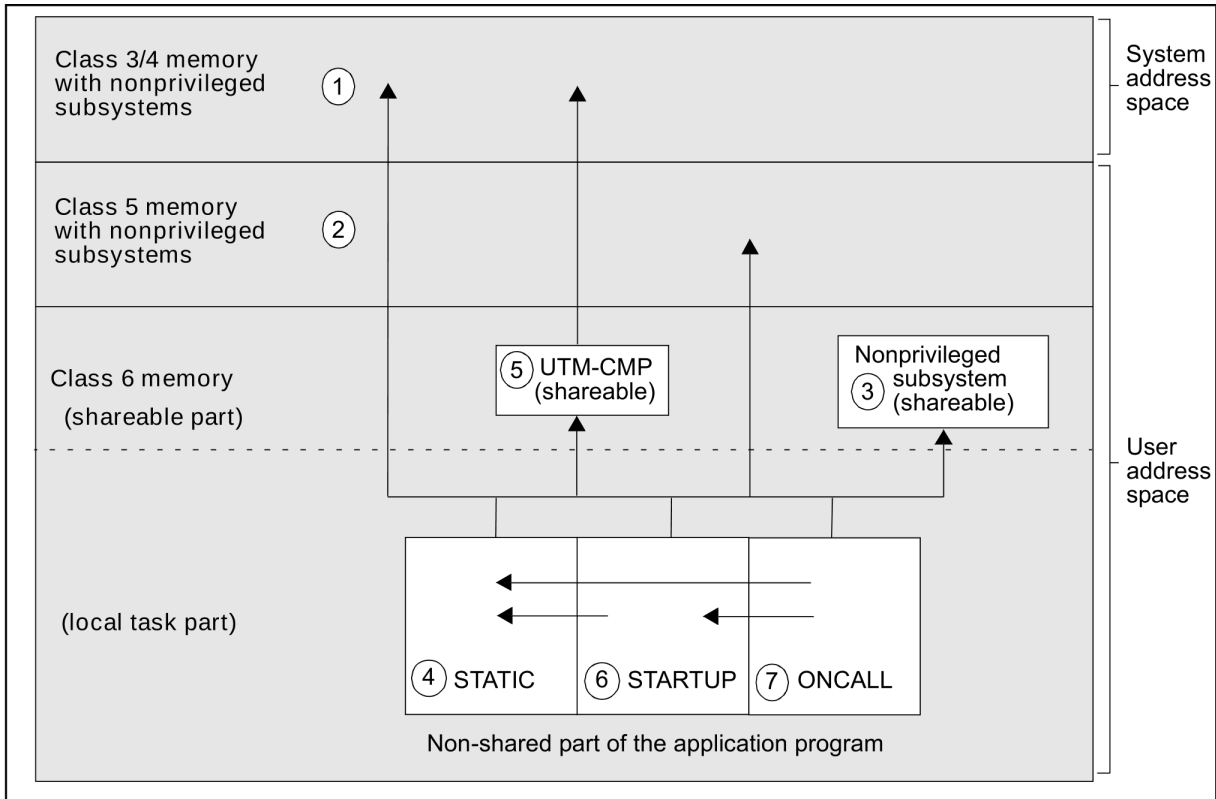 Class 3/4 memory
with nonprivileged
subsystems
1
System
address
space
Class 5 memory
with nonprivileged
subsystems
2
Class 6 memory
(shareable part)
5 UTM-CMP
(shareable)
Nonprivileged
subsystem
3
(shareable)
User
address
space
(local task part)
4 STATIC
6 STARTUP
7 ONCALL
Non-shared part of the application program